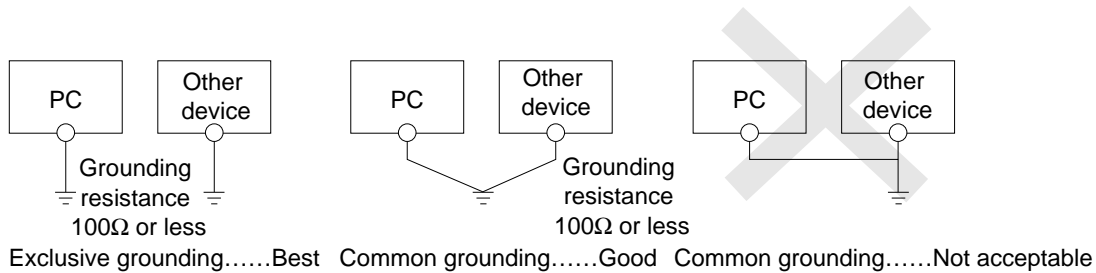 PC
Other
device
Grounding
resistance
100Ω or less
Exclusive grounding......Best
PC
Other
device
Grounding
resistance
100Ω or less
Common grounding......Good
PC
Other
device
Common grounding......Not acceptable